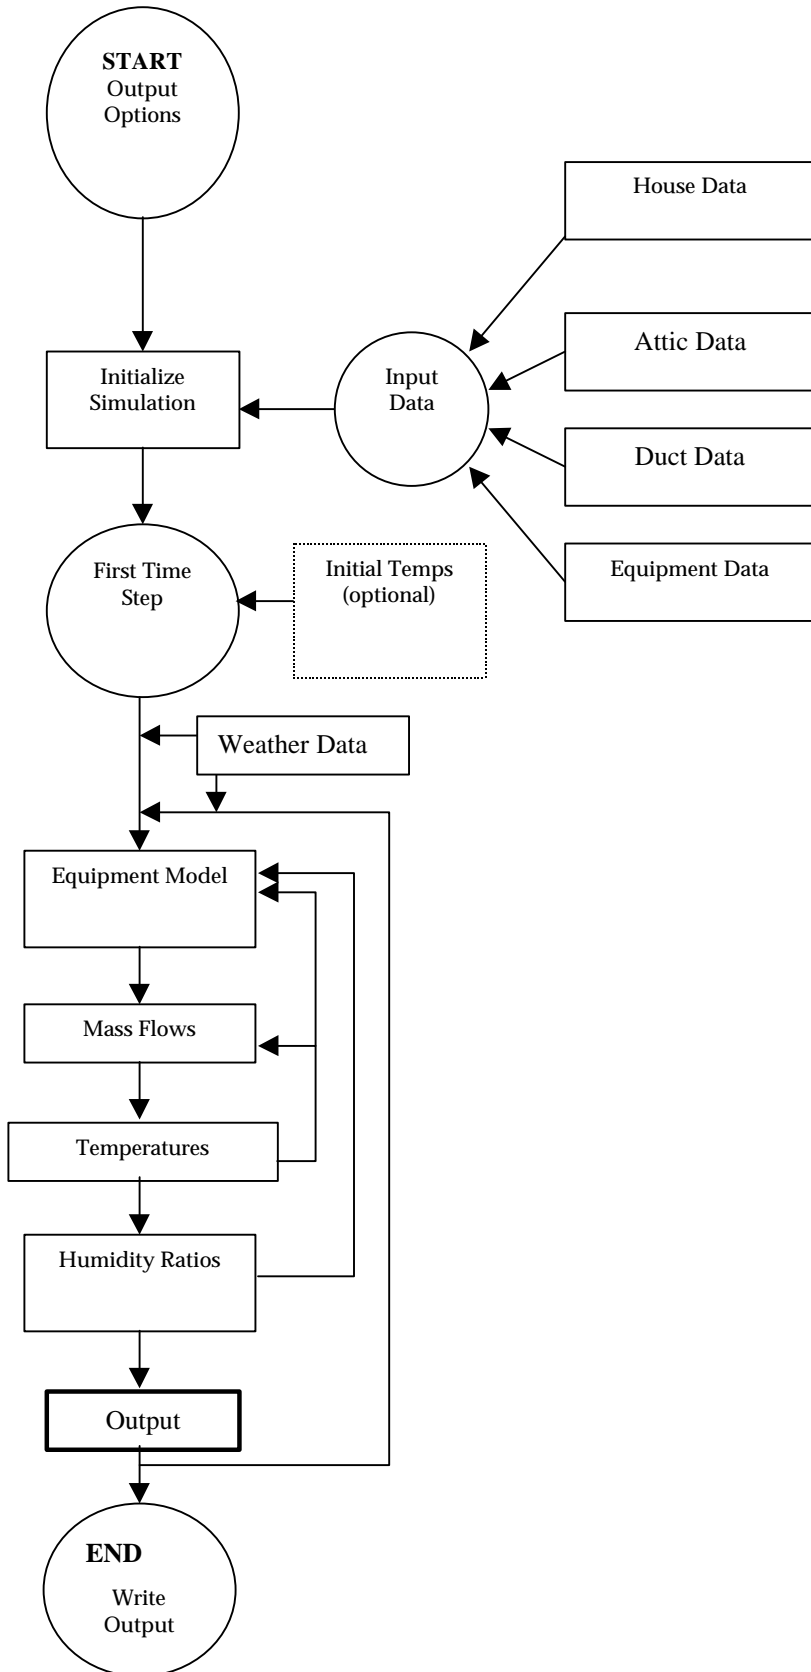 START
Output
Options
House Data
Attic Data
Initialize
Simulation
Input
Data
Duct Data
Equipment Data
First Time
Step
Initial Temps
(optional)
Weather Data
Equipment Model
Mass Flows
Temperatures
Humidity Ratios
Output
END
Write
Output